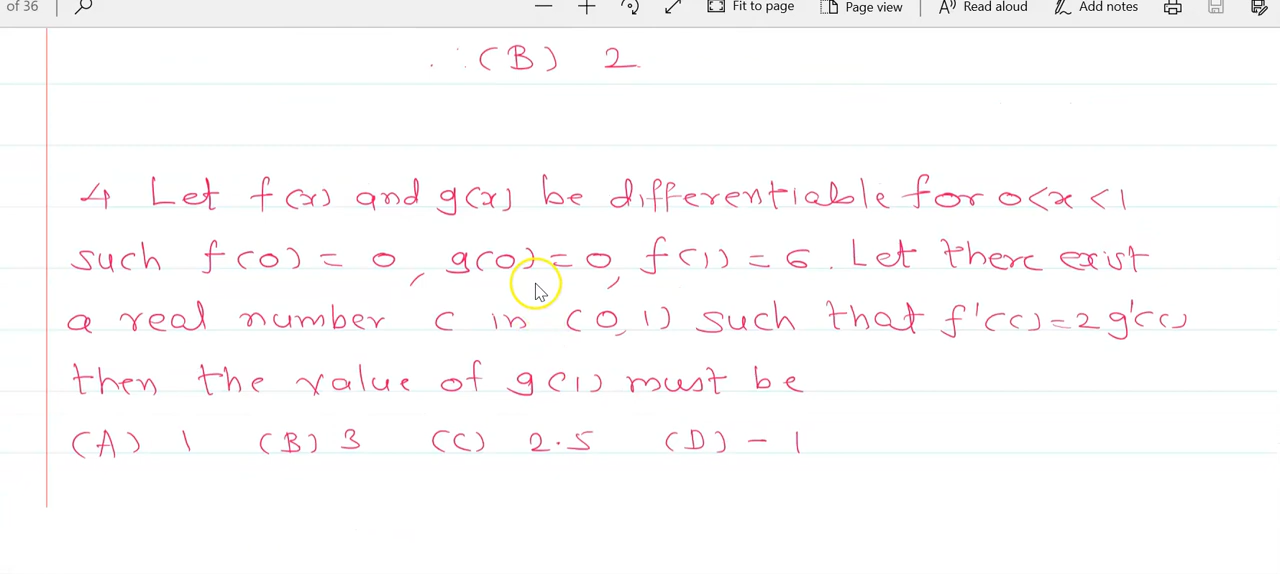 of 36
Fit to page
Page view
Read aloud
Add notes
∴ (B) 2
4 Let f(x) and g(x) be differentiable for 0<x<1
such f(0) = 0, g(0) = 0, f(1) = 6. Let there exist
a real number c in (0,1) such that f'(c)=2g'(c)
then the value of g(1) must be
(A) 1 (B) 3 (C) 2.5 (D) -1